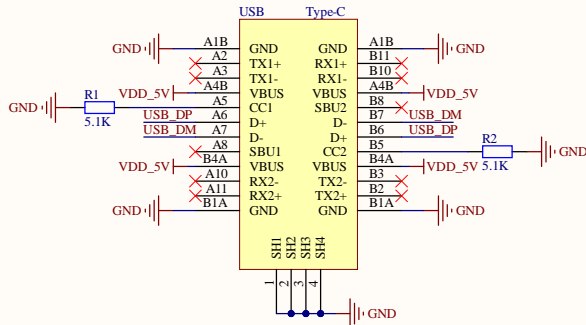 USB Type-C
GND A1B GND GND A1B GND
A2 TX1+ RX1+ B11
A3 TX1- RX1- B10
VDD_5V A4B VBUS VBUS A4B VDD_5V
GND R1 5.1K A5 CC1 SBU2 B8
USB_DP A6 D+ D- B7 USB_DM
USB_DM A7 D- D+ B6 USB_DP
A8 SBU1 CC2 B5 R2 5.1K GND
VDD_5V B4A VBUS VBUS B4A VDD_5V
A10 RX2- TX2- B3
A11 RX2+ TX2+ B2
GND B1A GND GND B1A GND
SH1 SH2 SH3 SH4
1 2 3 4
GND